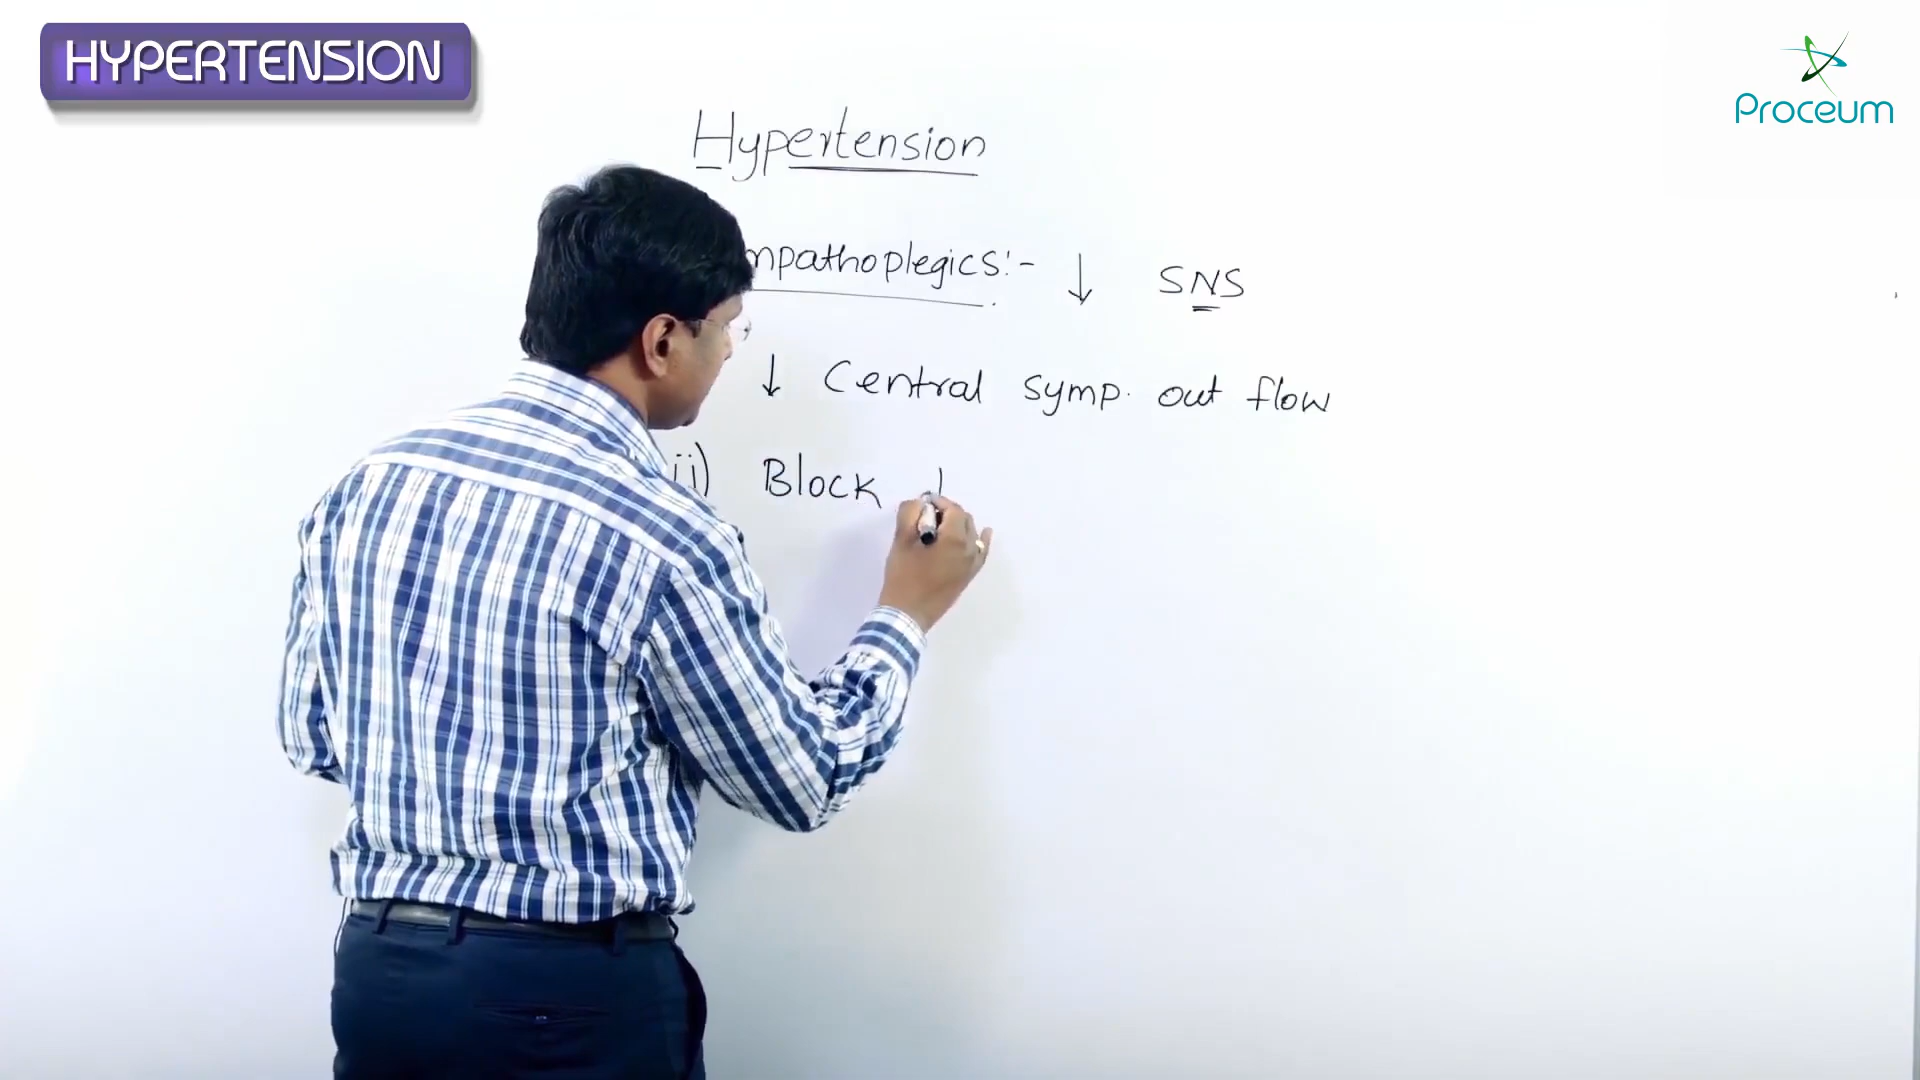 HYPERTENSION
Proceum
Hypertension
mpathoplegics:- ↓ SNS
↓ Central symp. out flow
ii) Block